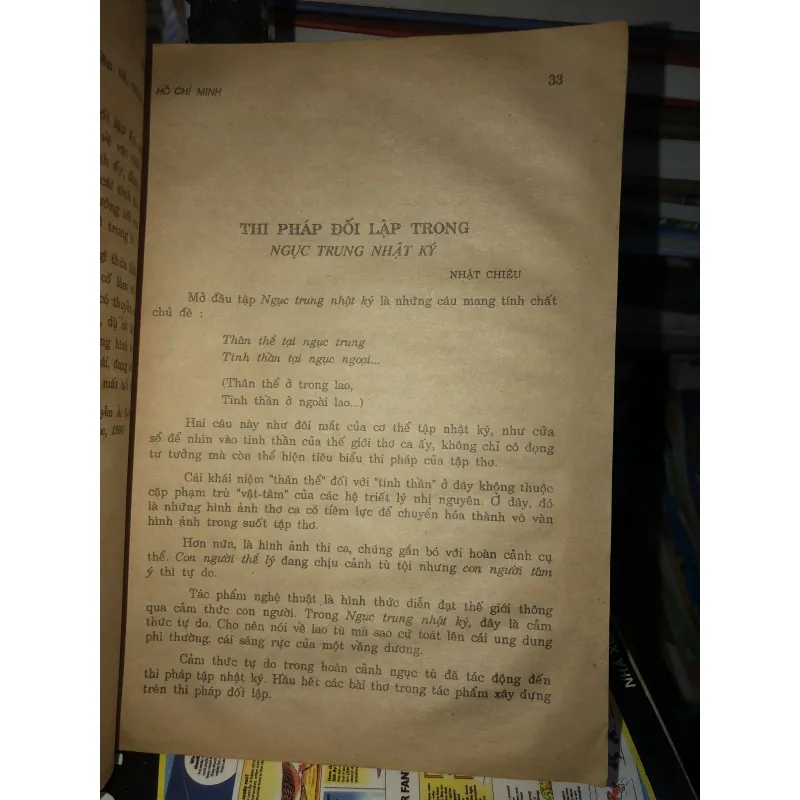 HỒ CHÍ MINH
33
THI PHÁP ĐỐI LẬP TRONG
NGỤC TRUNG NHẬT KÝ
NHẬT CHIÊU
Mở đầu tập Ngục trung nhật ký là những câu mang tính chất
chủ đề :
Thân thể tại ngục trung
Tinh thần tại ngục ngoại...
(Thân thể ở trong lao,
Tinh thần ở ngoài lao...)
Hai câu này như đôi mắt của cơ thể tập nhật ký, như cửa
sổ để nhìn vào tinh thần của thế giới thơ ca ấy, không chỉ cô đọng
tư tưởng mà còn thể hiện tiêu biểu thi pháp của tập thơ.
Cái khái niệm "thân thể" đối với "tinh thần" ở đây không thuộc
cặp phạm trù "vật-tâm" của các hệ triết lý nhị nguyên. Ở đây, đó
là những hình ảnh thơ ca có tiềm lực để chuyển hóa thành vô vàn
hình ảnh trong suốt tập thơ.
Hơn nữa, là hình ảnh thi ca, chúng gắn bó với hoàn cảnh cụ
thể. Con người thể lý đang chịu cảnh tù tội nhưng con người tâm
ý thì tự do.
Tác phẩm nghệ thuật là hình thức diễn đạt thế giới thông
qua cảm thức con người. Trong Ngục trung nhật ký, đây là cảm
thức tự do. Cho nên nói về lao tù mà sao cứ toát lên cái ung dung
phi thường, cái sáng rực của một vầng dương.
Cảm thức tự do trong hoàn cảnh ngục tù đã tác động đến
thi pháp tập nhật ký. Hầu hết các bài thơ trong tác phẩm xây dựng
trên thi pháp đối lập.